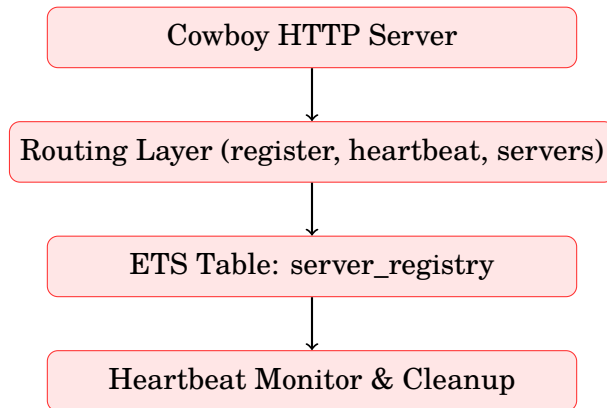 Cowboy HTTP Server
Routing Layer (register, heartbeat, servers)
ETS Table: server_registry
Heartbeat Monitor & Cleanup